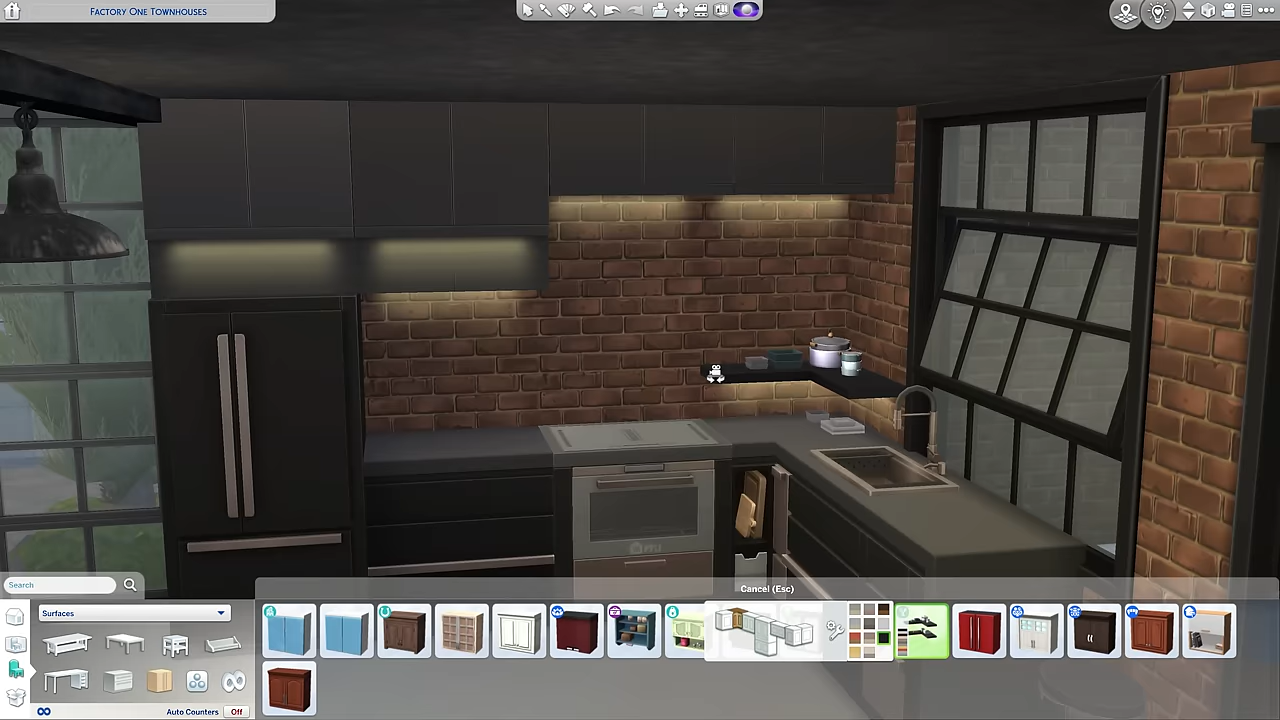 Factory One Townhouses
Search
Cancel (Esc)
Surfaces
Auto Counters
Off